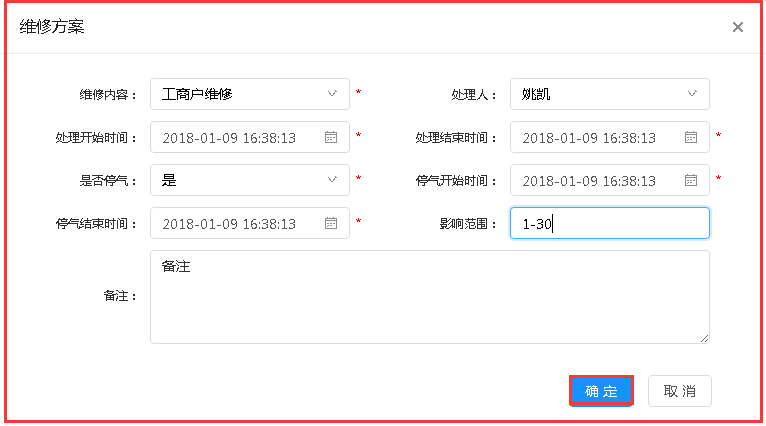 维修方案
维修内容： 工商户维修 * 处理人： 姚凯
处理开始时间： 2018-01-09 16:38:13 * 处理结束时间： 2018-01-09 16:38:13 *
是否停气： 是 * 停气开始时间： 2018-01-09 16:38:13 *
停气结束时间： 2018-01-09 16:38:13 * 影响范围： 1-30
备注： 备注
确 定 取 消